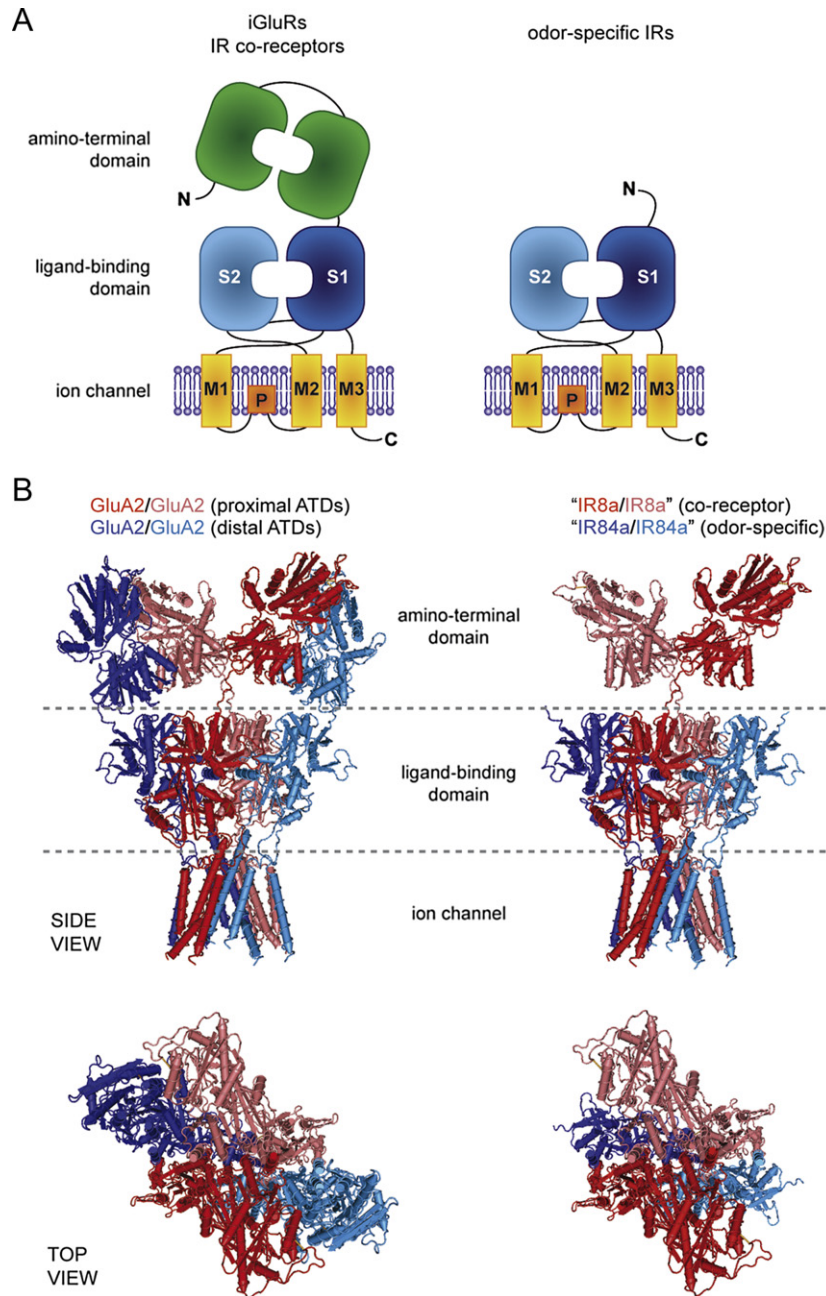 A
iGluRs
IR co-receptors
odor-specific IRs
amino-terminal
domain
N
N
ligand-binding
domain
S2
S1
S2
S1
ion channel
M1
P
M2
M3
C
M1
P
M2
M3
C
B
GluA2/GluA2 (proximal ATDs)
GluA2/GluA2 (distal ATDs)
“IR8a/IR8a” (co-receptor)
“IR84a/IR84a” (odor-specific)
amino-terminal
domain
ligand-binding
domain
ion channel
SIDE
VIEW
TOP
VIEW